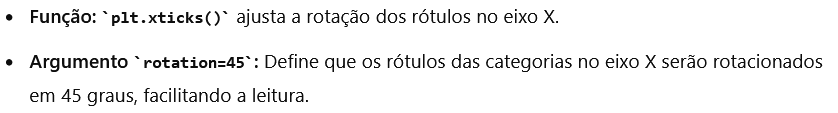 • Função: `plt.xticks()` ajusta a rotação dos rótulos no eixo X.
• Argumento `rotation=45`: Define que os rótulos das categorias no eixo X serão rotacionados
em 45 graus, facilitando a leitura.